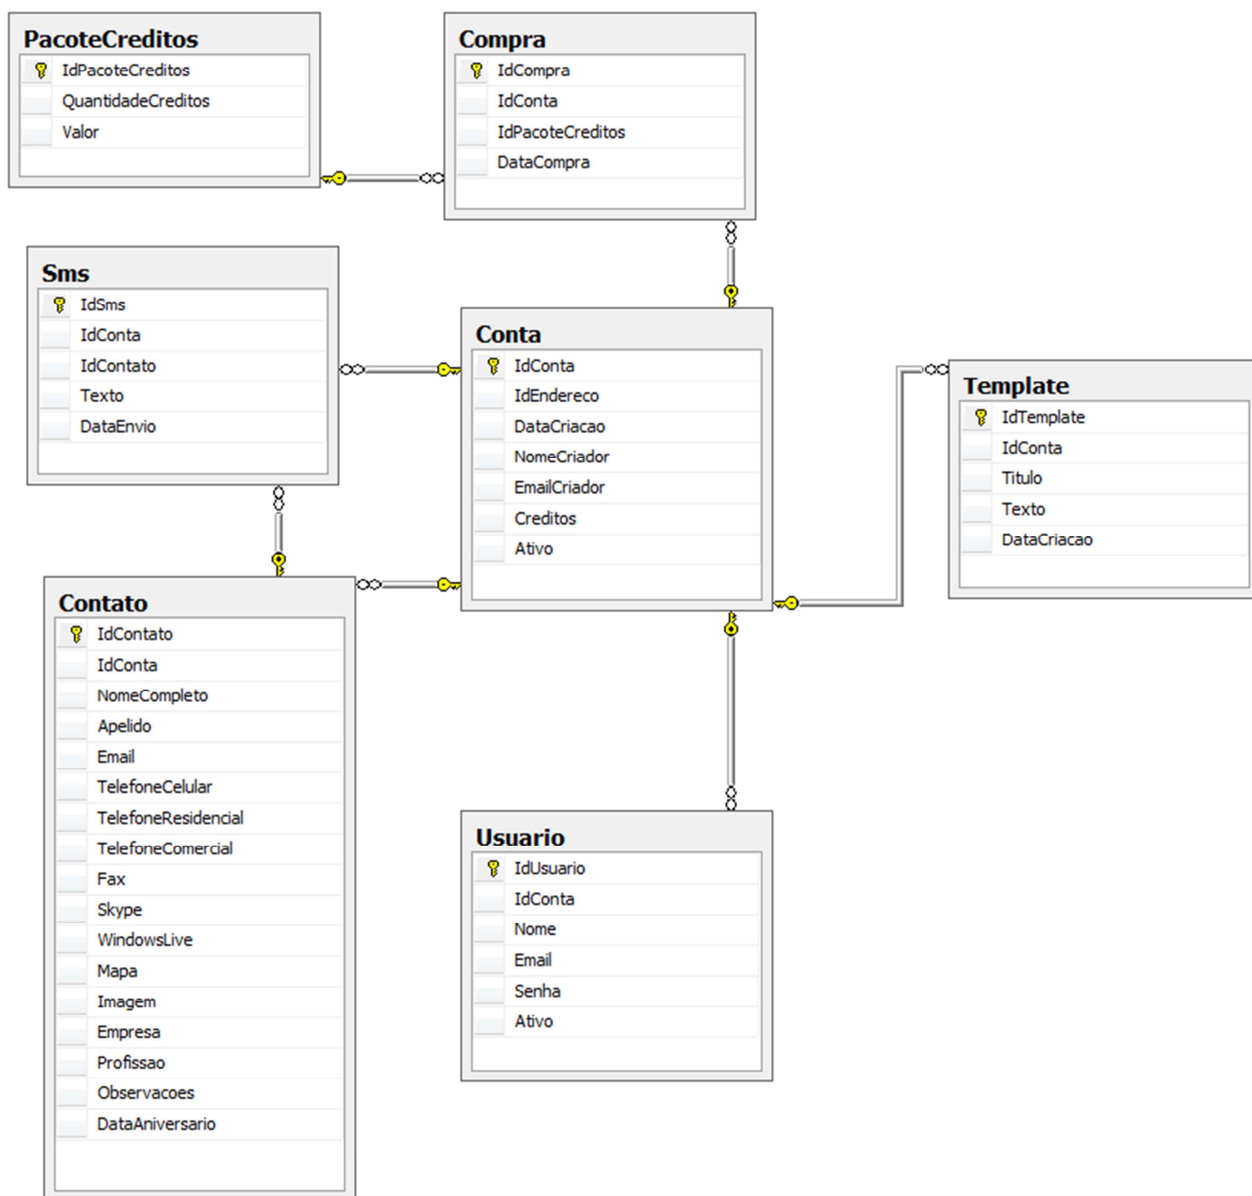 PacoteCreditos
IdPacoteCreditos
QuantidadeCreditos
Valor
Compra
IdCompra
IdConta
IdPacoteCreditos
DataCompra
Sms
IdSms
IdConta
IdContato
Texto
DataEnvio
Conta
IdConta
IdEndereco
DataCriacao
NomeCriador
EmailCriador
Creditos
Ativo
Template
IdTemplate
IdConta
Titulo
Texto
DataCriacao
Contato
IdContato
IdConta
NomeCompleto
Apelido
Email
TelefoneCelular
TelefoneResidencial
TelefoneComercial
Fax
Skype
WindowsLive
Mapa
Imagem
Empresa
Profissao
Observacoes
DataAniversario
Usuario
IdUsuario
IdConta
Nome
Email
Senha
Ativo